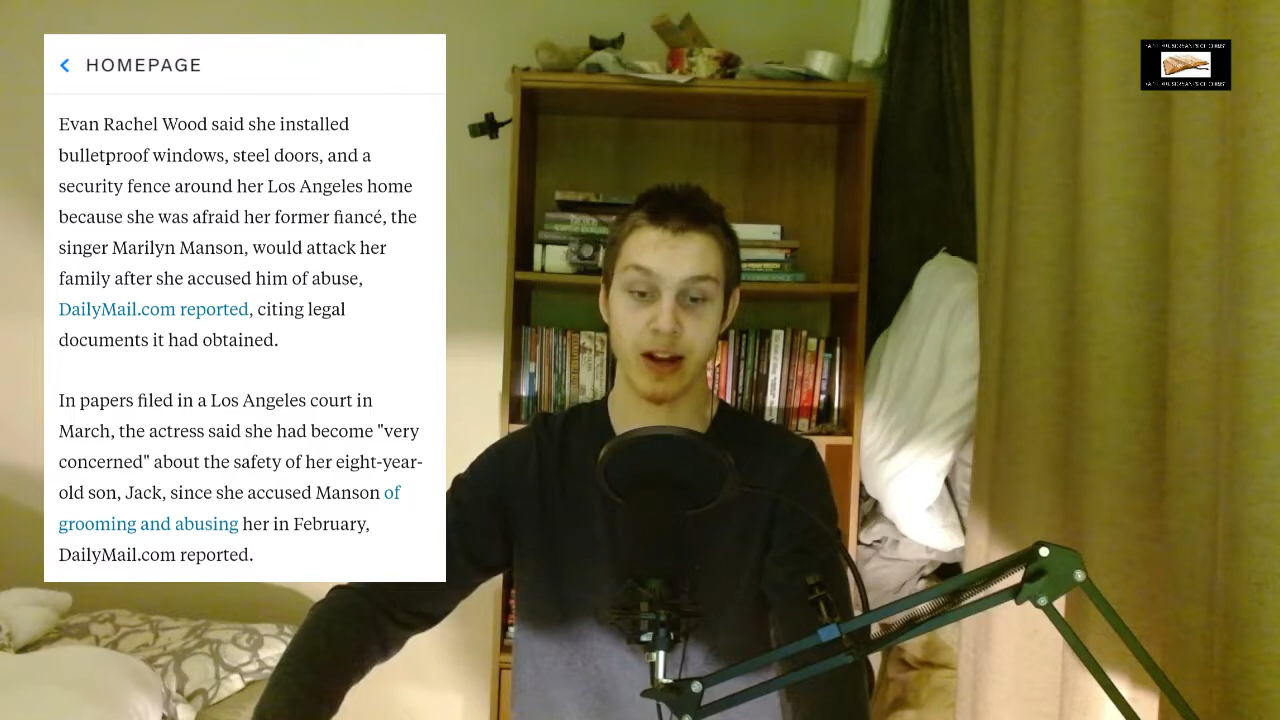 HOMEPAGE
Evan Rachel Wood said she installed
bulletproof windows, steel doors, and a
security fence around her Los Angeles home
because she was afraid her former fiancé, the
singer Marilyn Manson, would attack her
family after she accused him of abuse,
DailyMail.com reported, citing legal
documents it had obtained.
In papers filed in a Los Angeles court in
March, the actress said she had become "very
concerned" about the safety of her eight-year-
old son, Jack, since she accused Manson of
grooming and abusing her in February,
DailyMail.com reported.